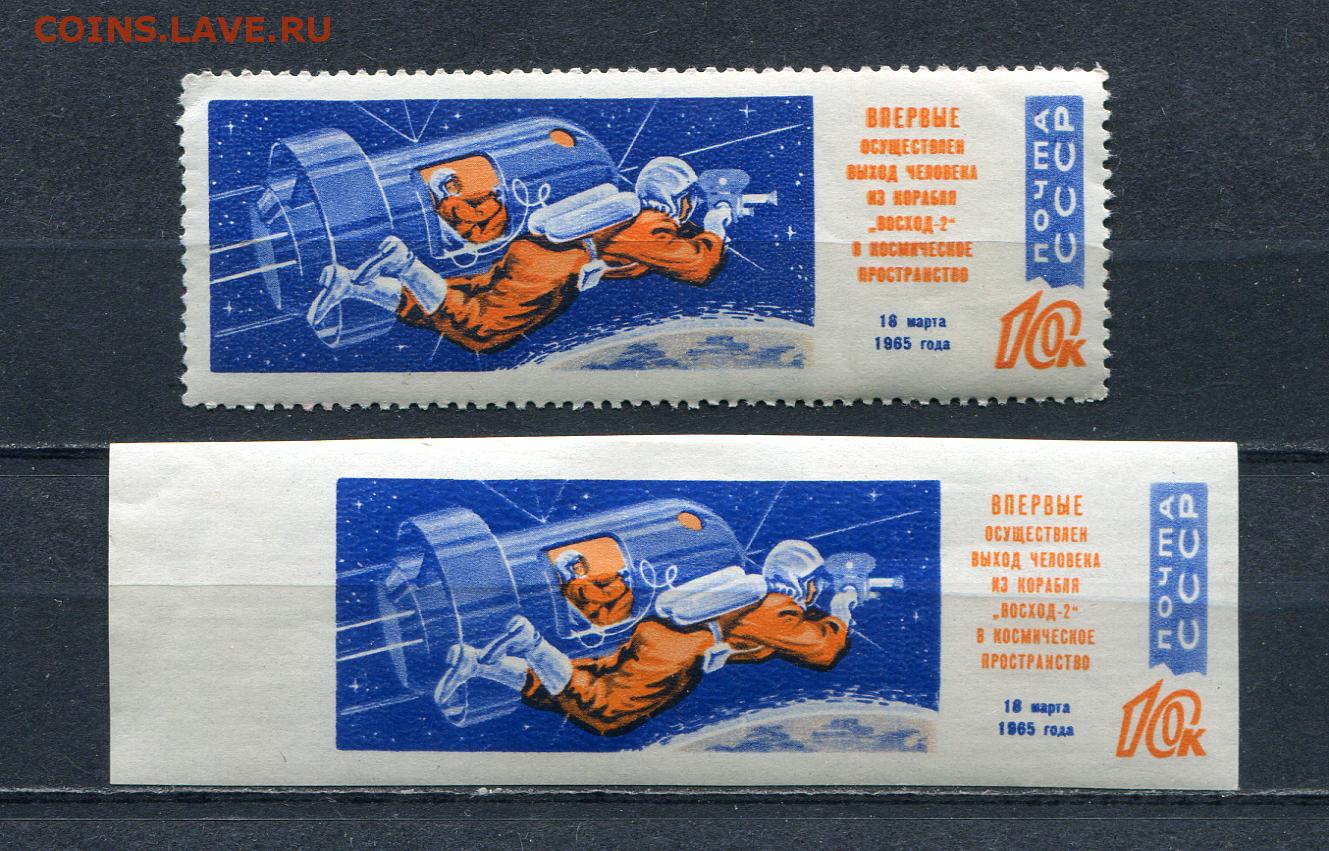 COINS.LAVE.RU
ВПЕРВЫЕ
ОСУЩЕСТВЛЕН
ВЫХОД ЧЕЛОВЕКА
ИЗ КОРАБЛЯ
„ВОСХОД-2“
В КОСМИЧЕСКОЕ
ПРОСТРАНСТВО
18 марта
1965 года
ПОЧТА
СССР
10к
ВПЕРВЫЕ
ОСУЩЕСТВЛЕН
ВЫХОД ЧЕЛОВЕКА
ИЗ КОРАБЛЯ
„ВОСХОД-2“
В КОСМИЧЕСКОЕ
ПРОСТРАНСТВО
18 марта
1965 года
ПОЧТА
СССР
10к